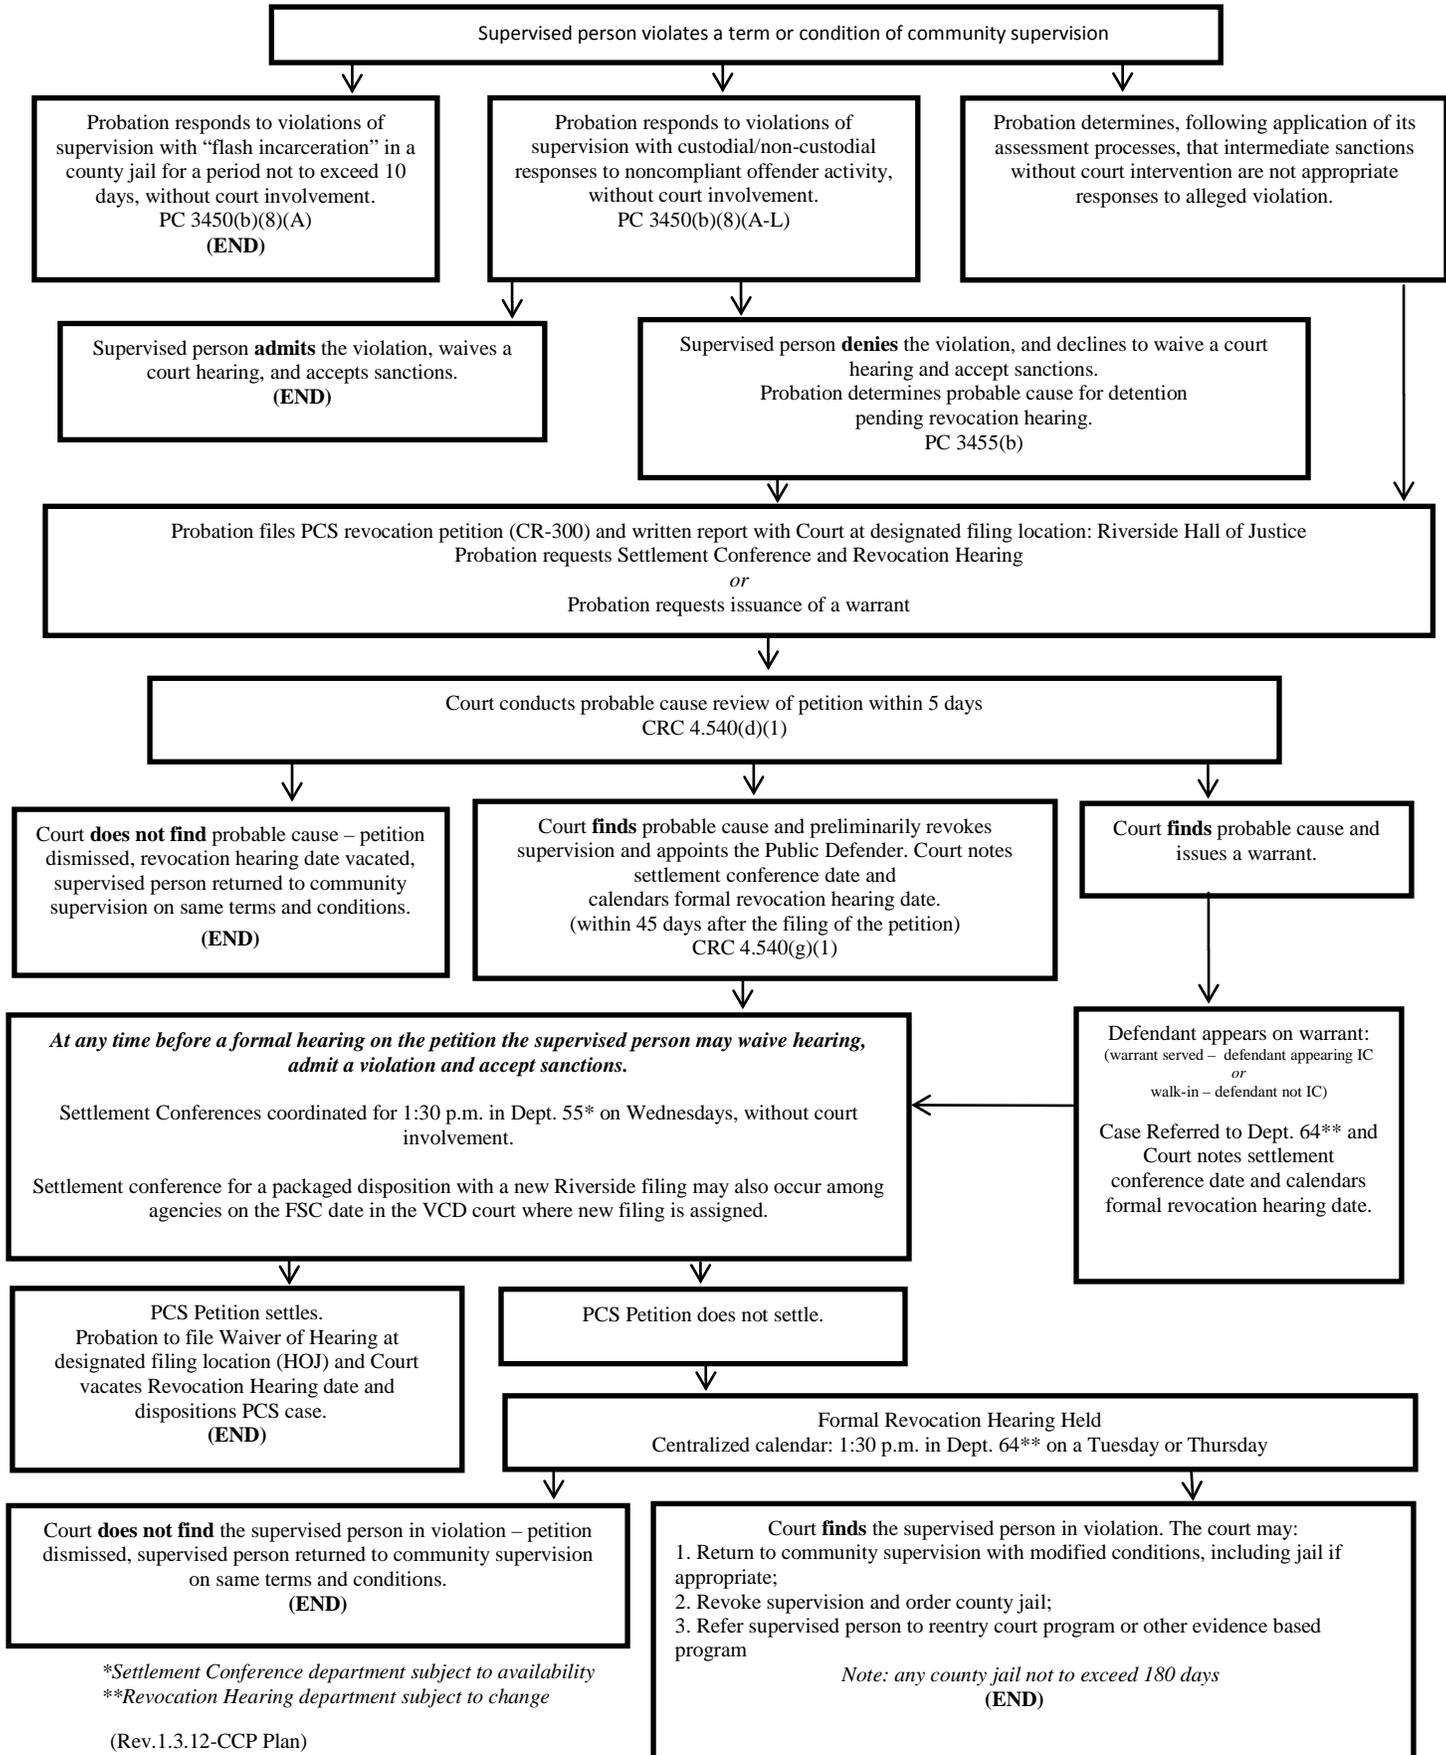 Supervised person violates a term or condition of community supervision
Probation responds to violations of
supervision with “flash incarceration” in a
county jail for a period not to exceed 10
days, without court involvement.
PC 3450(b)(8)(A)
(END)
Probation responds to violations of
supervision with custodial/non-custodial
responses to noncompliant offender activity,
without court involvement.
PC 3450(b)(8)(A-L)
Probation determines, following application of its
assessment processes, that intermediate sanctions
without court intervention are not appropriate
responses to alleged violation.
Supervised person admits the violation, waives a
court hearing, and accepts sanctions.
(END)
Supervised person denies the violation, and declines to waive a court
hearing and accept sanctions.
Probation determines probable cause for detention
pending revocation hearing.
PC 3455(b)
Probation files PCS revocation petition (CR-300) and written report with Court at designated filing location: Riverside Hall of Justice
Probation requests Settlement Conference and Revocation Hearing
or
Probation requests issuance of a warrant
Court conducts probable cause review of petition within 5 days
CRC 4.540(d)(1)
Court does not find probable cause – petition
dismissed, revocation hearing date vacated,
supervised person returned to community
supervision on same terms and conditions.
(END)
Court finds probable cause and preliminarily revokes
supervision and appoints the Public Defender. Court notes
settlement conference date and
calendars formal revocation hearing date.
(within 45 days after the filing of the petition)
CRC 4.540(g)(1)
Court finds probable cause and
issues a warrant.
At any time before a formal hearing on the petition the supervised person may waive hearing,
admit a violation and accept sanctions.
Settlement Conferences coordinated for 1:30 p.m. in Dept. 55* on Wednesdays, without court
involvement.
Settlement conference for a packaged disposition with a new Riverside filing may also occur among
agencies on the FSC date in the VCD court where new filing is assigned.
Defendant appears on warrant:
(warrant served – defendant appearing IC
or
walk-in – defendant not IC)
Case Referred to Dept. 64** and
Court notes settlement
conference date and calendars
formal revocation hearing date.
PCS Petition settles.
Probation to file Waiver of Hearing at
designated filing location (HOJ) and Court
vacates Revocation Hearing date and
dispositions PCS case.
(END)
PCS Petition does not settle.
Formal Revocation Hearing Held
Centralized calendar: 1:30 p.m. in Dept. 64** on a Tuesday or Thursday
Court does not find the supervised person in violation – petition
dismissed, supervised person returned to community supervision
on same terms and conditions.
(END)
Court finds the supervised person in violation. The court may:
1. Return to community supervision with modified conditions, including jail if
appropriate;
2. Revoke supervision and order county jail;
3. Refer supervised person to reentry court program or other evidence based
program
Note: any county jail not to exceed 180 days
(END)
*Settlement Conference department subject to availability
**Revocation Hearing department subject to change
(Rev.1.3.12-CCP Plan)